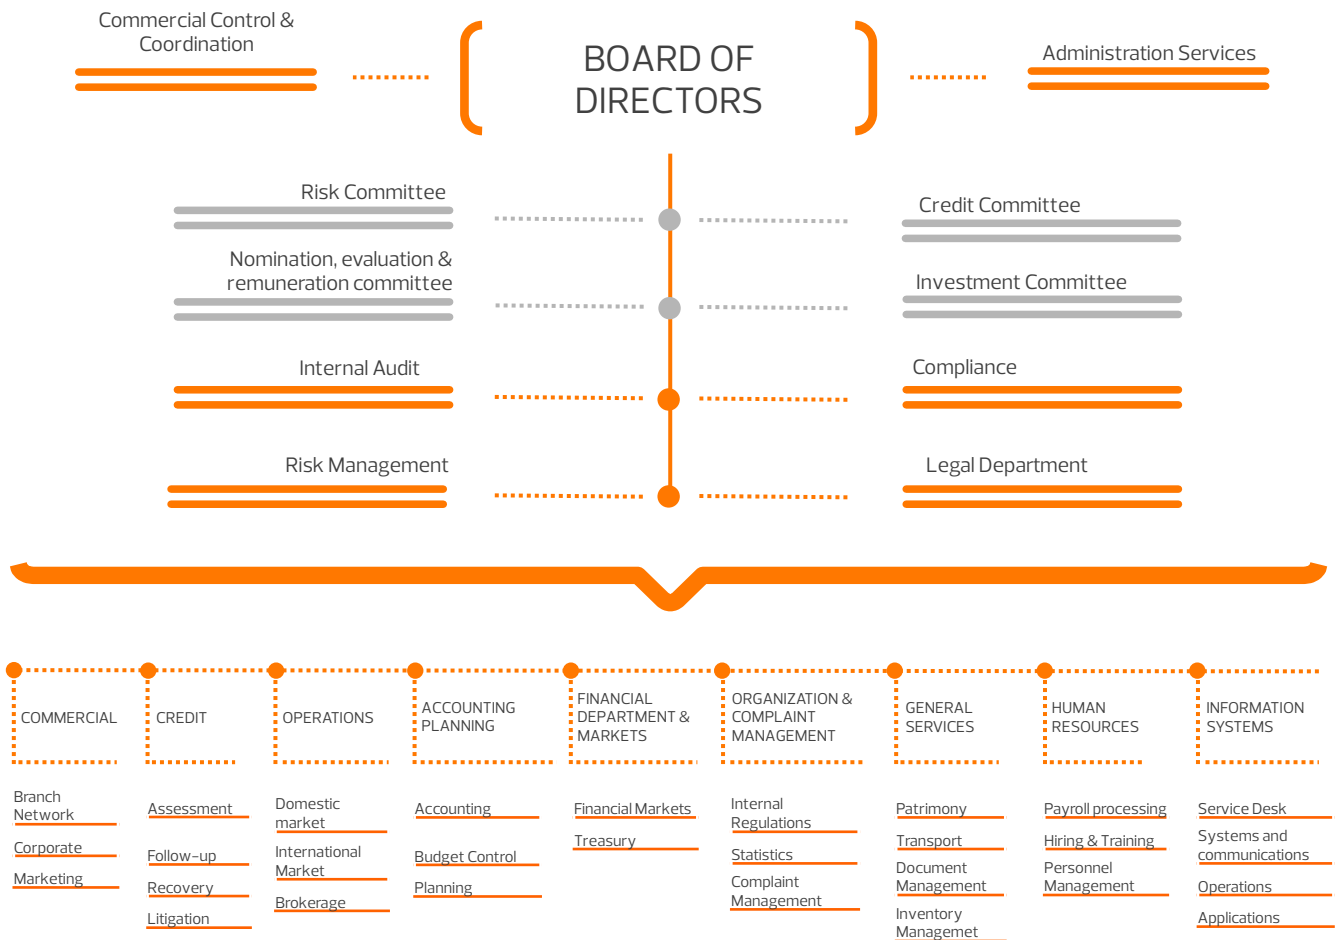 Commercial Control &
Coordination
BOARD OF
DIRECTORS
Administration Services
Risk Committee
Credit Committee
Nomination, evaluation &
remuneration committee
Investment Committee
Internal Audit
Compliance
Risk Management
Legal Department
COMMERCIAL
CREDIT
OPERATIONS
ACCOUNTING
PLANNING
FINANCIAL
DEPARTMENT &
MARKETS
ORGANIZATION &
COMPLAINT
MANAGEMENT
GENERAL
SERVICES
HUMAN
RESOURCES
INFORMATION
SYSTEMS
Branch
Network
Corporate
Marketing
Assessment
Follow-up
Recovery
Litigation
Domestic
market
International
Market
Brokerage
Accounting
Budget Control
Planning
Financial Markets
Treasury
Internal
Regulations
Statistics
Complaint
Management
Patrimony
Transport
Document
Management
Inventory
Managemet
Payroll processing
Hiring & Training
Personnel
Management
Service Desk
Systems and
communications
Operations
Applications